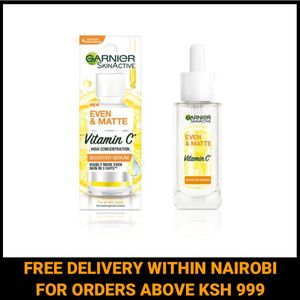 GARNIER
SKINACTIVE
NEW
EVEN
& MATTE
Vitamin C
HIGH CONCENTRATION
BOOSTER SERUM
VISIBLY MORE EVEN
SKIN IN 3 DAYS**
GARNIER
SKINACTIVE
EVEN
& MATTE
Vitamin C
BOOSTER SERUM
FREE DELIVERY WITHIN NAIROBI
FOR ORDERS ABOVE KSH 999